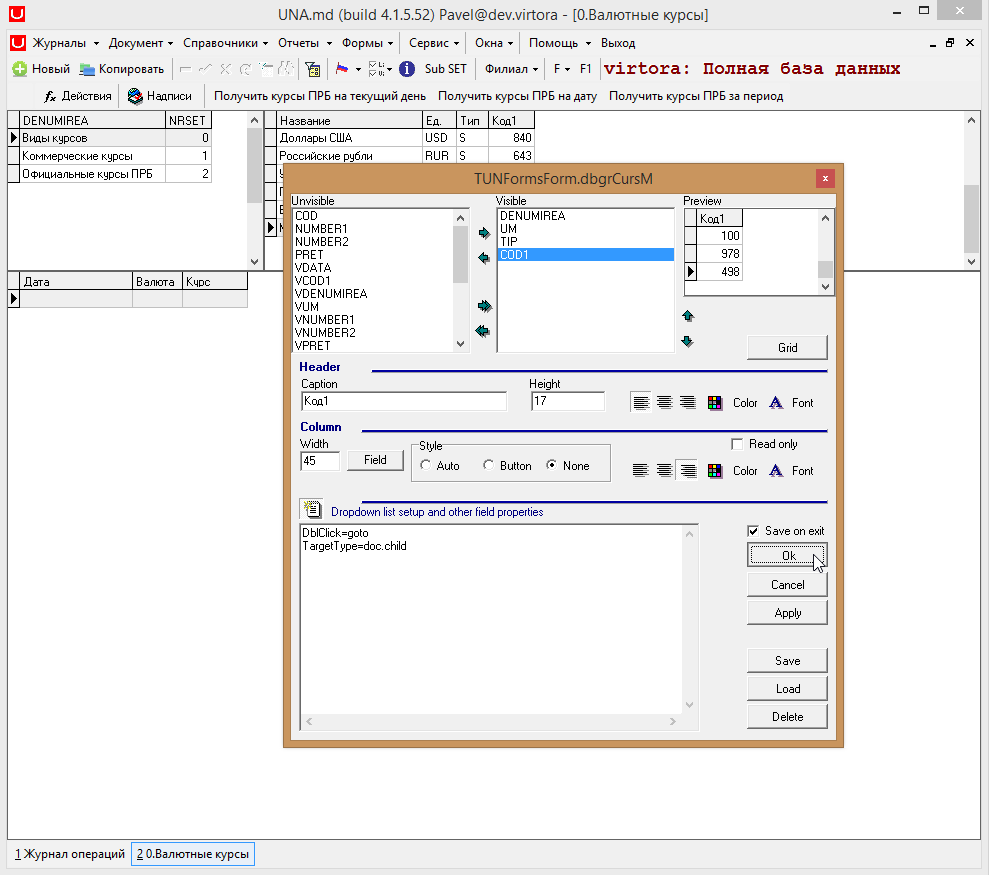 UNA.md (build 4.1.5.52) Pavel@dev.virtora - [0.Валютные курсы]
Журналы Документ Справочники Отчеты Формы Сервис Окна Помощь Выход
Новый Копировать Sub SET Филиал F F1 virtora: Полная база данных
fx Действия Надписи Получить курсы ПРБ на текущий день Получить курсы ПРБ на дату Получить курсы ПРБ за период
DENUMIREA NRSET
Виды курсов 0
Коммерческие курсы 1
Официальные курсы ПРБ 2
Название Ед. Тип Код1
Доллары США USD S 840
Российские рубли RUR S 643
Дата Валюта Курс
TUNFormsForm.dbgrCursM
Unvisible
COD
NUMBER1
NUMBER2
PRET
VDATA
VCOD1
VDENUMIREA
VUM
VNUMBER1
VNUMBER2
VPRET
Visible
DENUMIREA
UM
TIP
COD1
Preview
Код1
100
978
498
Grid
Header
Caption Height
Код1 17 Color A Font
Column
Width Style Read only
45 Field Auto Button None Color A Font
Dropdown list setup and other field properties
DblClick=goto
TargetType=doc.child
Save on exit
Ok
Cancel
Apply
Save
Load
Delete
1 Журнал операций 2 0.Валютные курсы